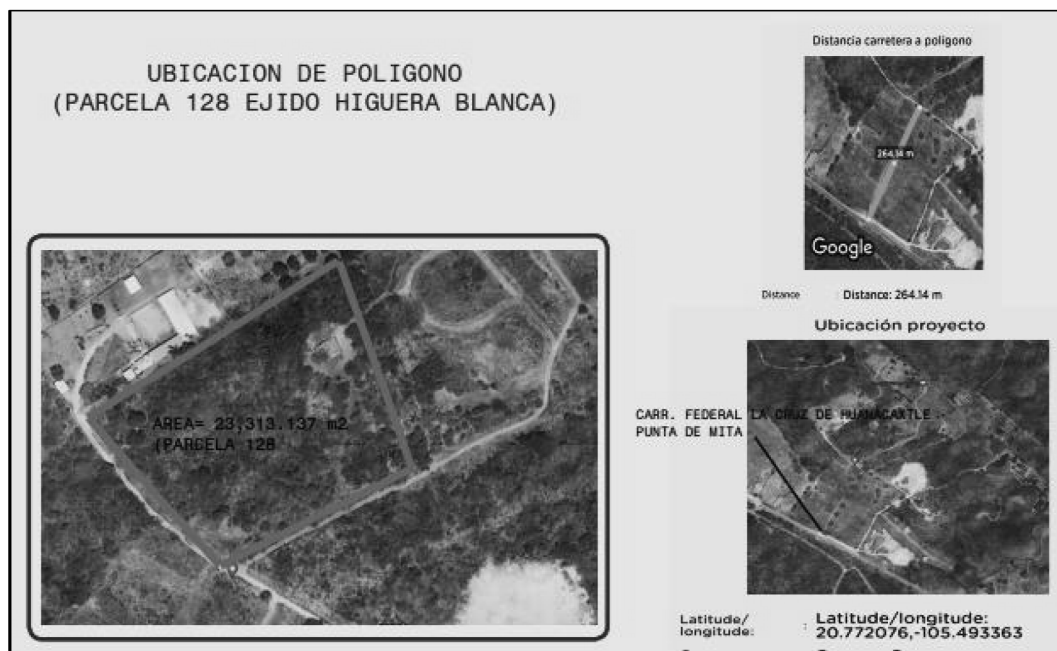 UBICACION DE POLIGONO
(PARCELA 128 EJIDO HIGUERA BLANCA)
Distancia carretera a poligono
264.14 m
Google
Distance : Distance: 264.14 m
Ubicación proyecto
AREA= 23,313.137 m2
(PARCELA 128
CARR. FEDERAL LA CRUZ DE HUANACAXTLE -
PUNTA DE MITA
Latitude/ longitude: : Latitude/longitude:
20.772076,-105.493363